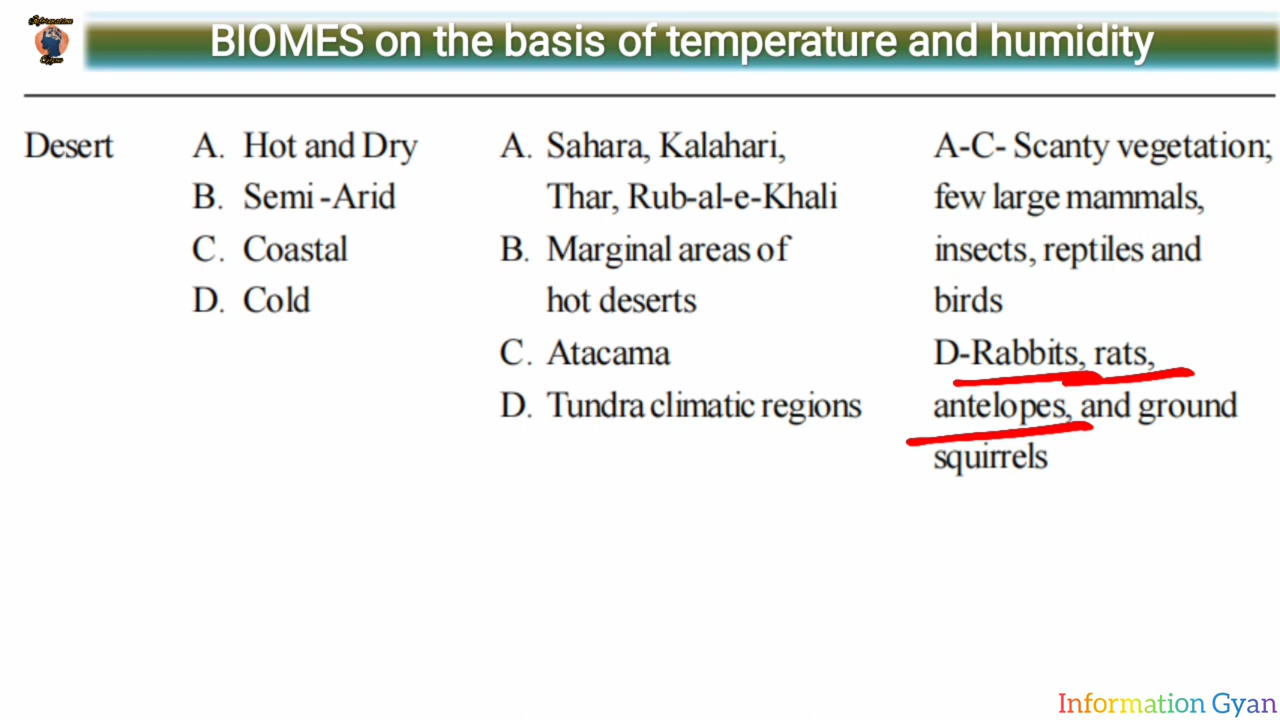 Information
Gyan
BIOMES on the basis of temperature and humidity
Desert
A. Hot and Dry
B. Semi-Arid
C. Coastal
D. Cold
A. Sahara, Kalahari,
Thar, Rub-al-e-Khali
B. Marginal areas of
hot deserts
C. Atacama
D. Tundra climatic regions
A-C- Scanty vegetation;
few large mammals,
insects, reptiles and
birds
D-Rabbits, rats,
antelopes, and ground
squirrels
Information Gyan